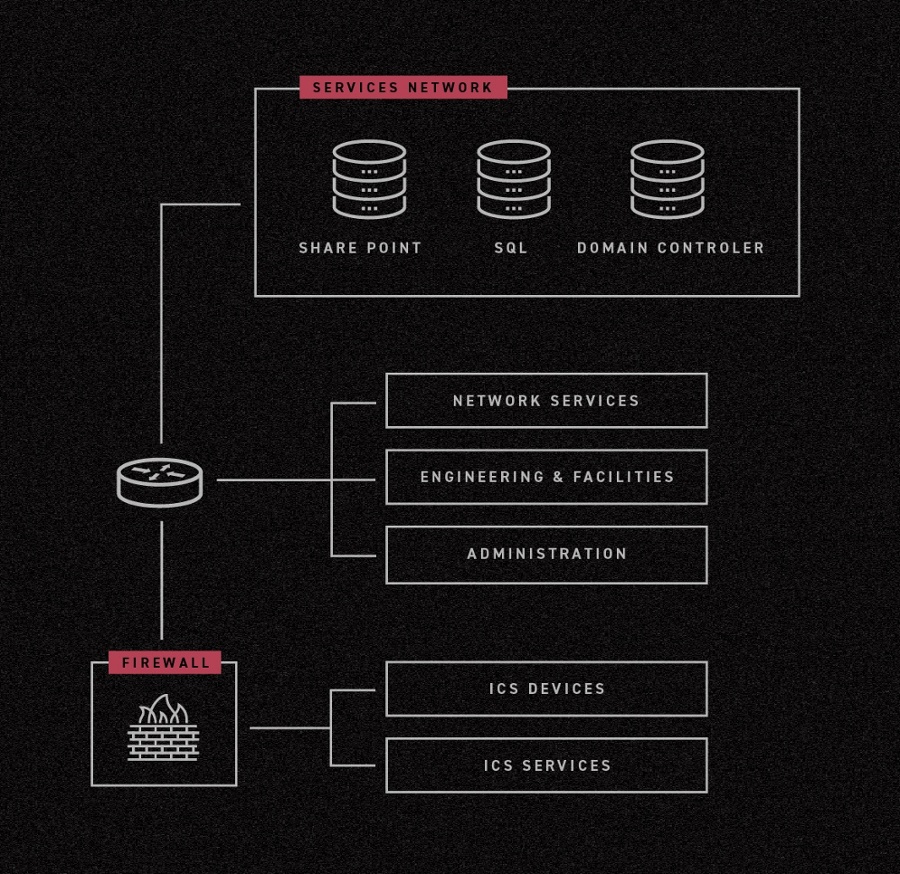 SERVICES NETWORK
SHARE POINT
SQL
DOMAIN CONTROLER
NETWORK SERVICES
ENGINEERING & FACILITIES
ADMINISTRATION
FIREWALL
ICS DEVICES
ICS SERVICES